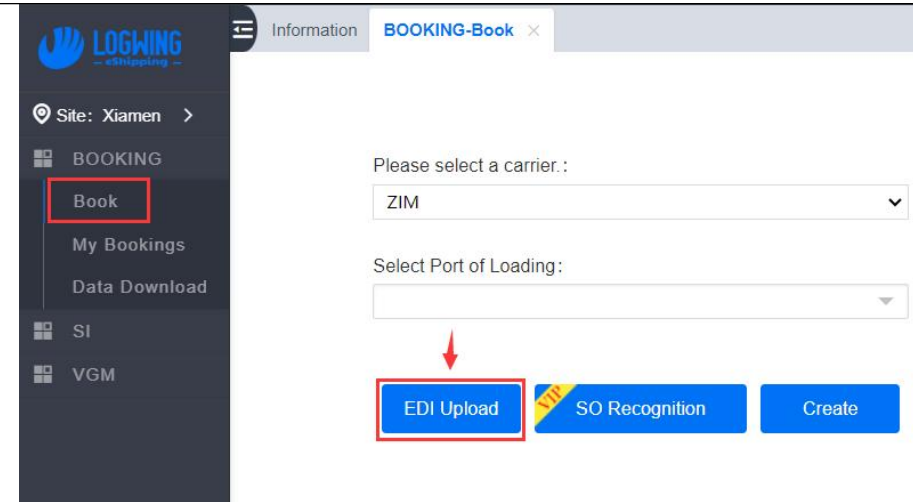 LOGWING
– eShipping –
Site: Xiamen >
BOOKING
Book
My Bookings
Data Download
SI
VGM
Information
BOOKING-Book ×
Please select a carrier.:
ZIM
Select Port of Loading:
EDI Upload
VIP
SO Recognition
Create